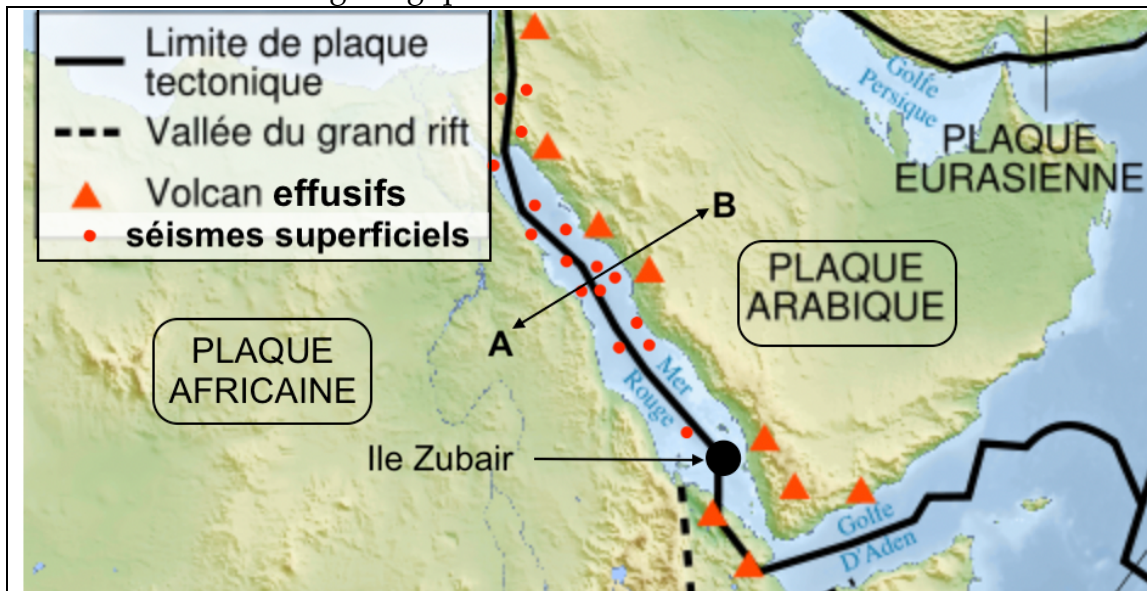 Limite de plaque
tectonique
Vallée du grand rift
Volcan effusifs
séismes superficiels
Golfe
Persique
PLAQUE
EURASIENNE
B
PLAQUE
ARABIQUE
A
PLAQUE
AFRICAINE
Mer
Rouge
Ile Zubair
Golfe
D'Aden